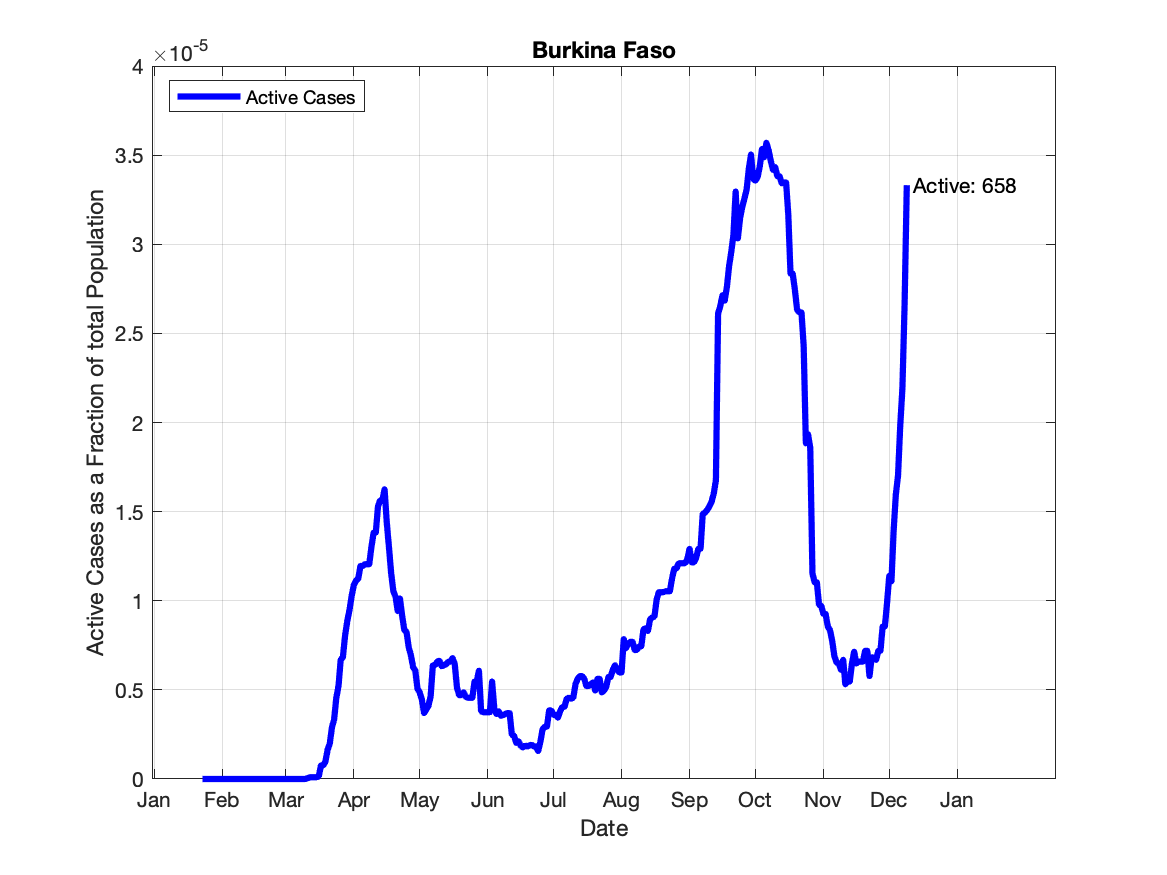 Burkina Faso
×10-5
4
3.5
3
2.5
2
1.5
1
0.5
0
Active Cases as a Fraction of total Population
Active Cases
Active: 658
Jan Feb Mar Apr May Jun Jul Aug Sep Oct Nov Dec Jan
Date